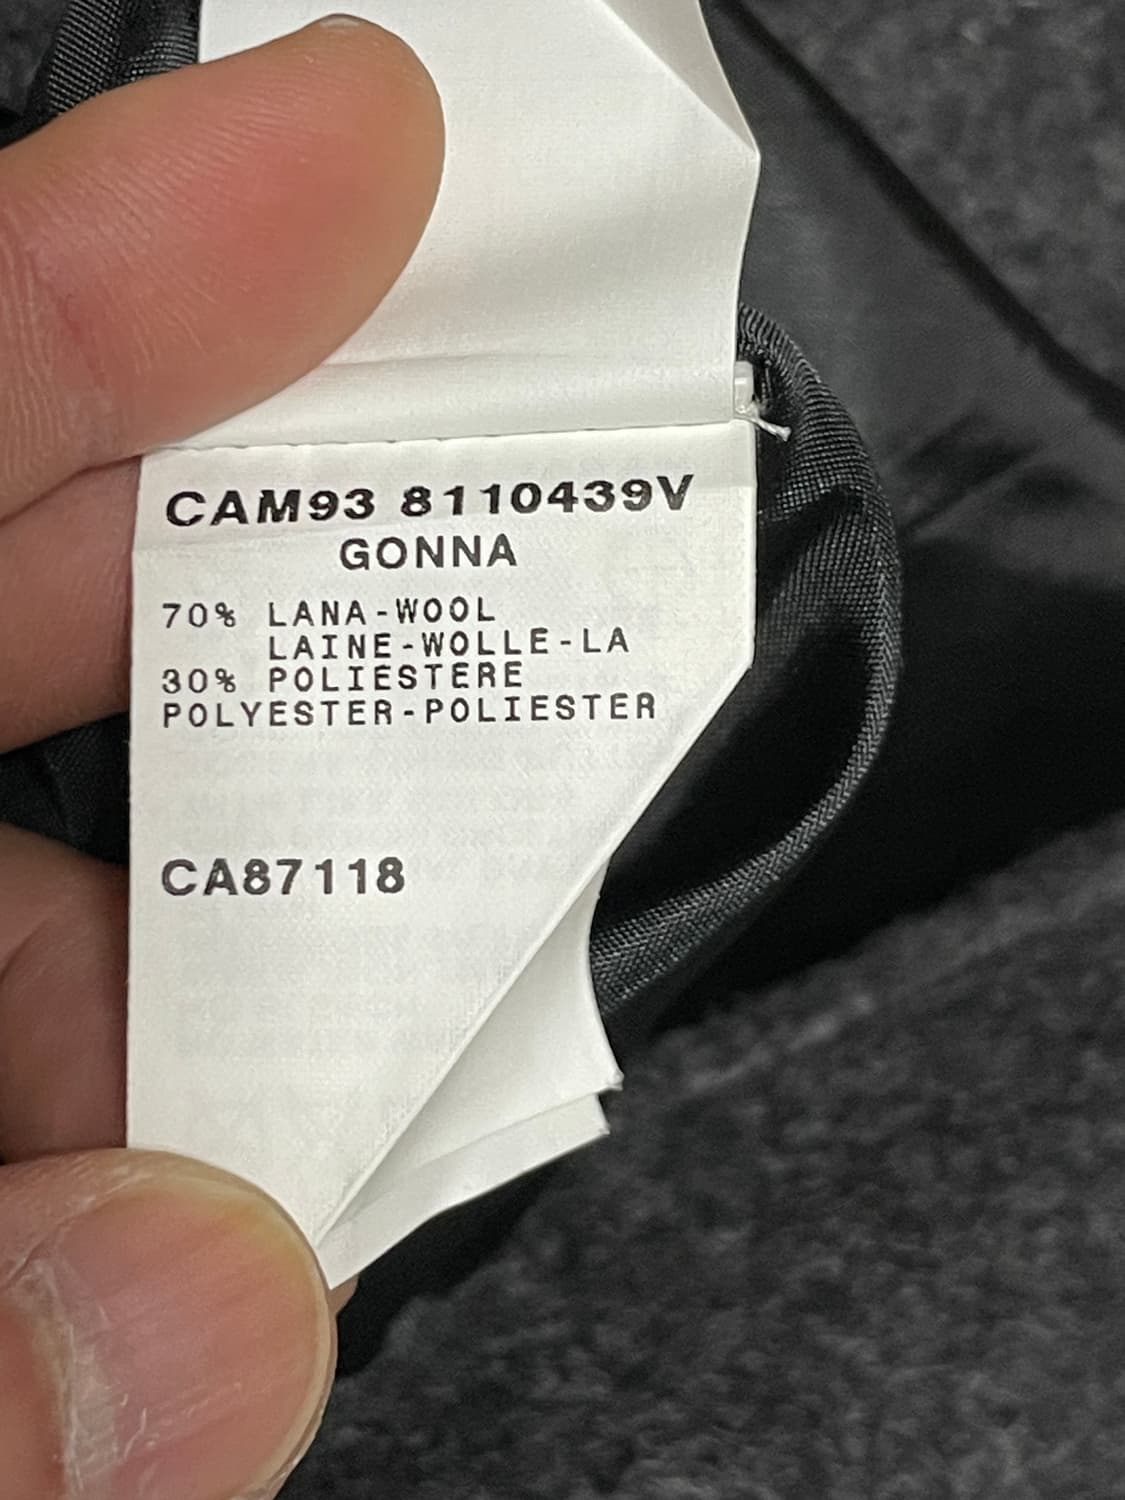 CAM93 8110439V
GONNA
70% LANA-WOOL
LAINE-WOLLE-LA
30% POLIESTERE
POLYESTER-POLIESTER
CA87118